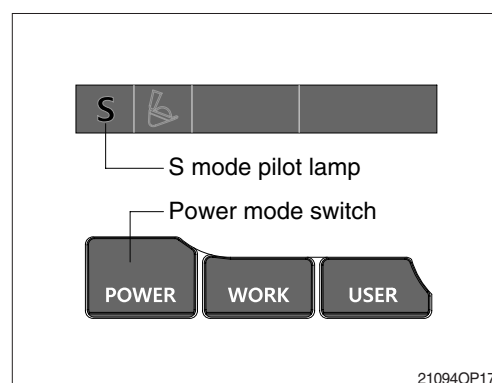 S
S mode pilot lamp
Power mode switch
POWER WORK USER
21094OP17